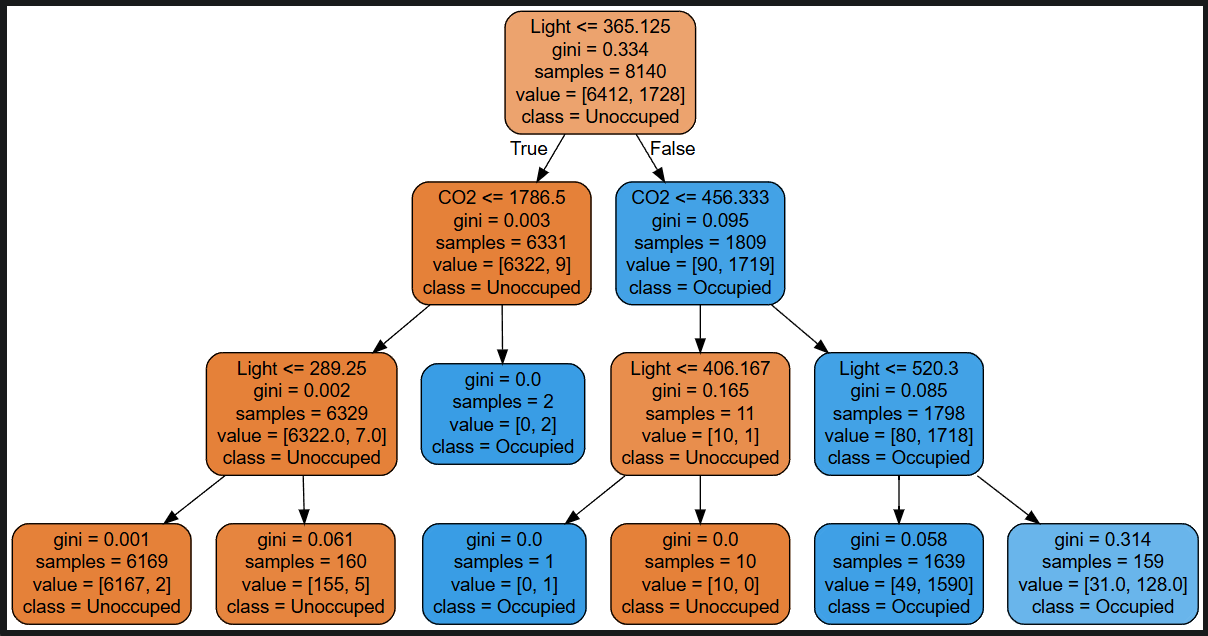 Light <= 365.125
gini = 0.334
samples = 8140
value = [6412, 1728]
class = Unoccuped
True
False
CO2 <= 1786.5
gini = 0.003
samples = 6331
value = [6322, 9]
class = Unoccuped
CO2 <= 456.333
gini = 0.095
samples = 1809
value = [90, 1719]
class = Occupied
Light <= 289.25
gini = 0.002
samples = 6329
value = [6322.0, 7.0]
class = Unoccuped
gini = 0.0
samples = 2
value = [0, 2]
class = Occupied
Light <= 406.167
gini = 0.165
samples = 11
value = [10, 1]
class = Unoccuped
Light <= 520.3
gini = 0.085
samples = 1798
value = [80, 1718]
class = Occupied
gini = 0.001
samples = 6169
value = [6167, 2]
class = Unoccuped
gini = 0.061
samples = 160
value = [155, 5]
class = Unoccuped
gini = 0.0
samples = 1
value = [0, 1]
class = Occupied
gini = 0.0
samples = 10
value = [10, 0]
class = Unoccuped
gini = 0.058
samples = 1639
value = [49, 1590]
class = Occupied
gini = 0.314
samples = 159
value = [31.0, 128.0]
class = Occupied